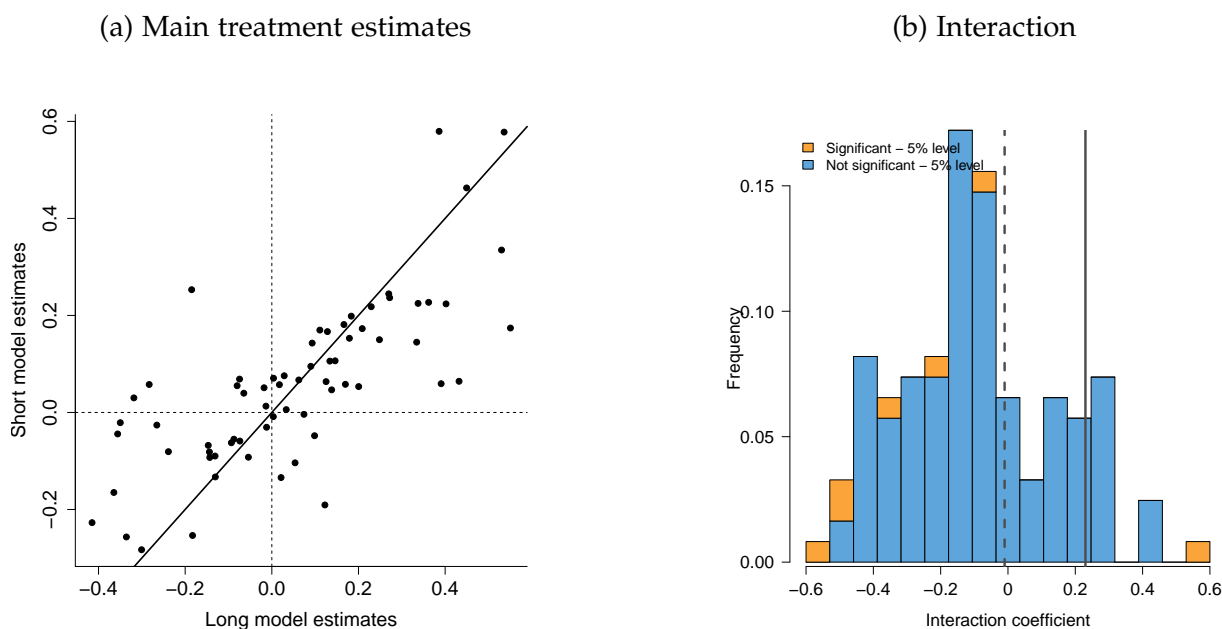 (a) Main treatment estimates
Short model estimates
0.6
0.4
0.2
0.0
−0.2
−0.4
−0.2
0.0
0.2
0.4
Long model estimates
(b) Interaction
Significant − 5% level
Not significant − 5% level
Frequency
0.15
0.10
0.05
0.00
−0.6
−0.4
−0.2
0
0.2
0.4
0.6
Interaction coefficient